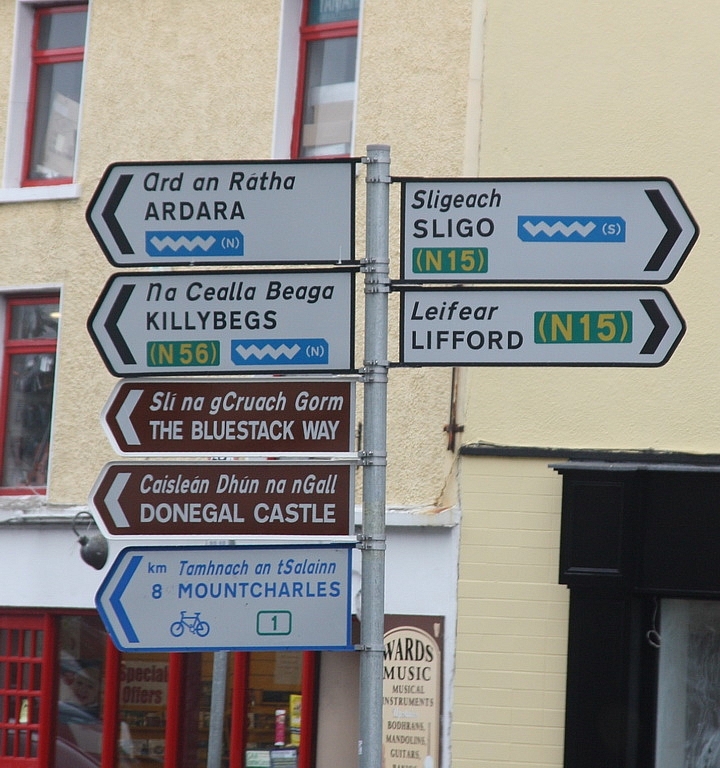 Ard an Rátha
ARDARA
(N)
Na Cealla Beaga
KILLYBEGS
(N56) (N)
Slí na gCruach Gorm
THE BLUESTACK WAY
Caisleán Dhún na nGall
DONEGAL CASTLE
km Tamhnach an tSalainn
8 MOUNTCHARLES
1
Sligeach
SLIGO (S)
(N15)
Leifear
LIFFORD (N15)
Special
Offers
WARDS
MUSIC
MUSICAL
INSTRUMENTS
BODHRANS,
MANDOLINS,
GUITARS,